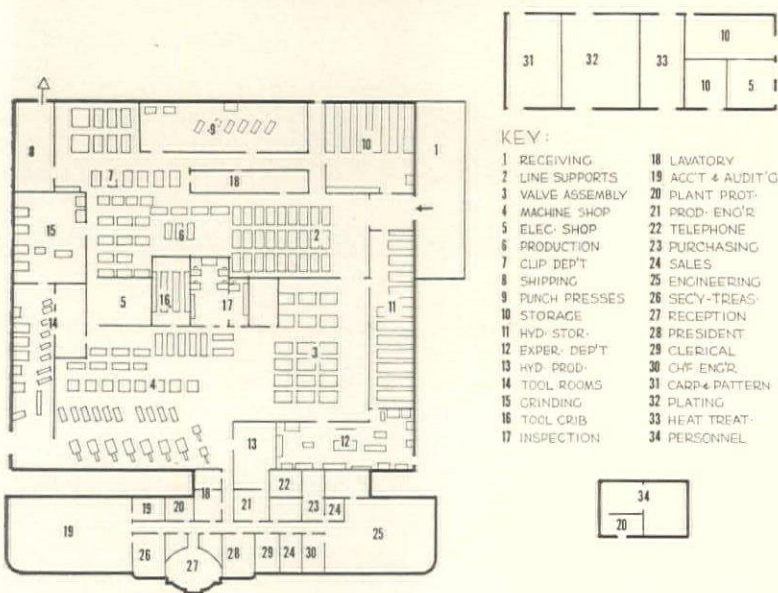 31
32
33
10
10
5
8
9
10
1
7
18
15
6
2
5
16
17
11
14
3
4
13
12
18
22
19
19
20
21
23
24
25
26
27
28
29
24
30
34
20
KEY:
1 RECEIVING
2 LINE SUPPORTS
3 VALVE ASSEMBLY
4 MACHINE SHOP
5 ELEC· SHOP
6 PRODUCTION
7 CLIP DEP'T
8 SHIPPING
9 PUNCH PRESSES
10 STORAGE
11 HYD· STOR·
12 EXPER· DEP'T
13 HYD· PROD·
14 TOOL ROOMS
15 GRINDING
16 TOOL CRIB
17 INSPECTION
18 LAVATORY
19 ACC'T & AUDIT'G
20 PLANT PROT·
21 PROD· ENG'R
22 TELEPHONE
23 PURCHASING
24 SALES
25 ENGINEERING
26 SEC'Y-TREAS·
27 RECEPTION
28 PRESIDENT
29 CLERICAL
30 CH'F· ENG'R
31 CARP & PATTERN
32 PLATING
33 HEAT TREAT·
34 PERSONNEL